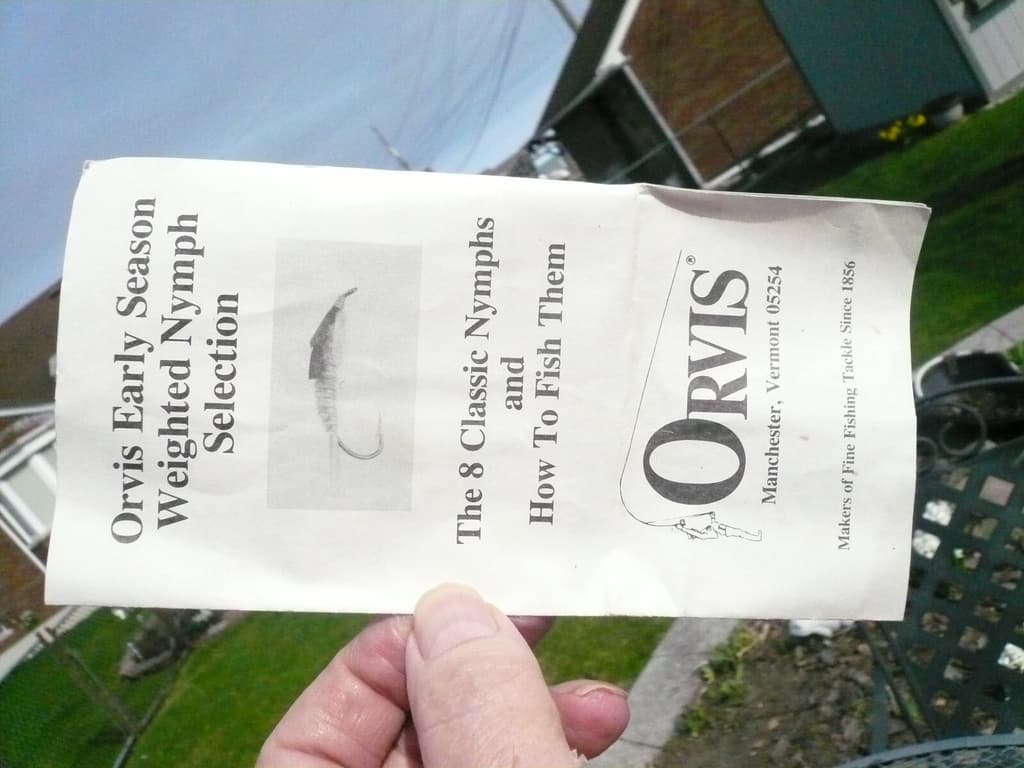 Orvis Early Season
Weighted Nymph
Selection
The 8 Classic Nymphs
and
How To Fish Them
ORVIS®
Manchester, Vermont 05254
Makers of Fine Fishing Tackle Since 1856